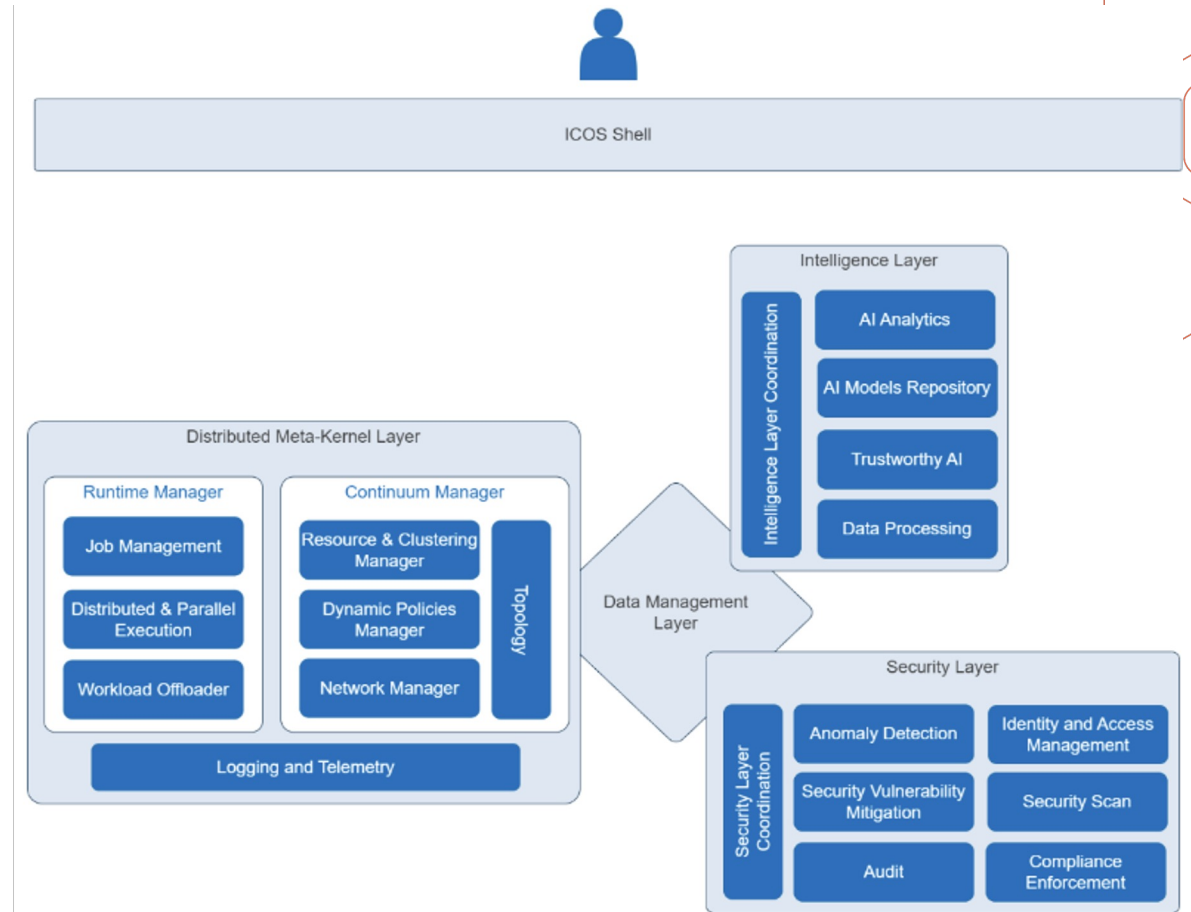 ICOS Shell
Intelligence Layer
Intelligence Layer Coordination
AI Analytics
AI Models Repository
Trustworthy AI
Data Processing
Distributed Meta-Kernel Layer
Runtime Manager
Job Management
Distributed & Parallel
Execution
Workload Offloader
Continuum Manager
Resource & Clustering
Manager
Dynamic Policies
Manager
Network Manager
Topology
Logging and Telemetry
Data Management
Layer
Security Layer
Security Layer
Coordination
Anomaly Detection
Identity and Access
Management
Security Vulnerability
Mitigation
Security Scan
Audit
Compliance
Enforcement